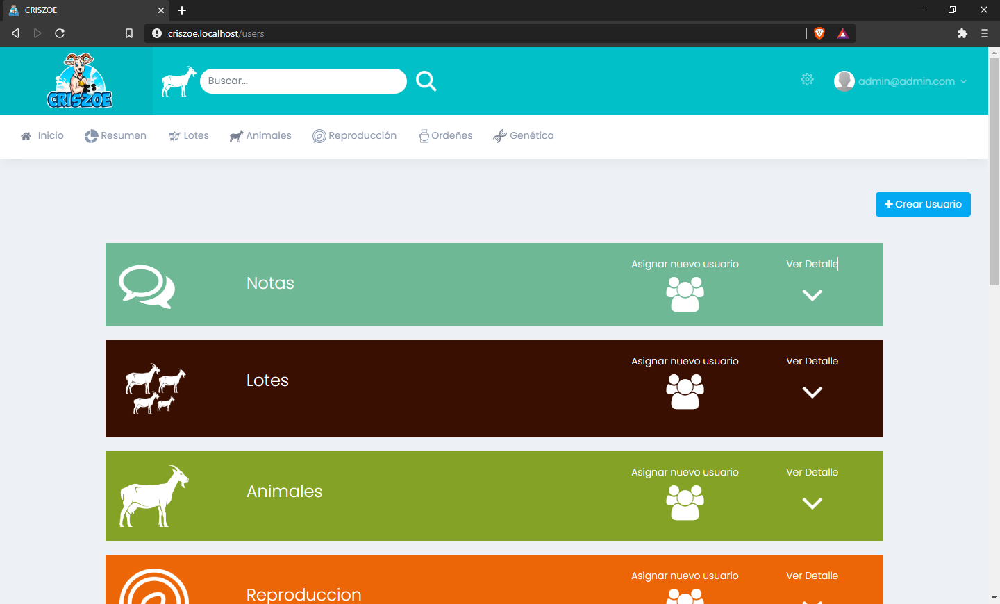 CRISZOE
criszoe.localhost/users
CRISZOE
Buscar...
admin@admin.com
Inicio
Resumen
Lotes
Animales
Reproducción
Ordeñes
Genética
Crear Usuario
Notas
Asignar nuevo usuario
Ver Detalle
Lotes
Asignar nuevo usuario
Ver Detalle
Animales
Asignar nuevo usuario
Ver Detalle
Reproduccion
Asignar nuevo usuario
Ver Detalle